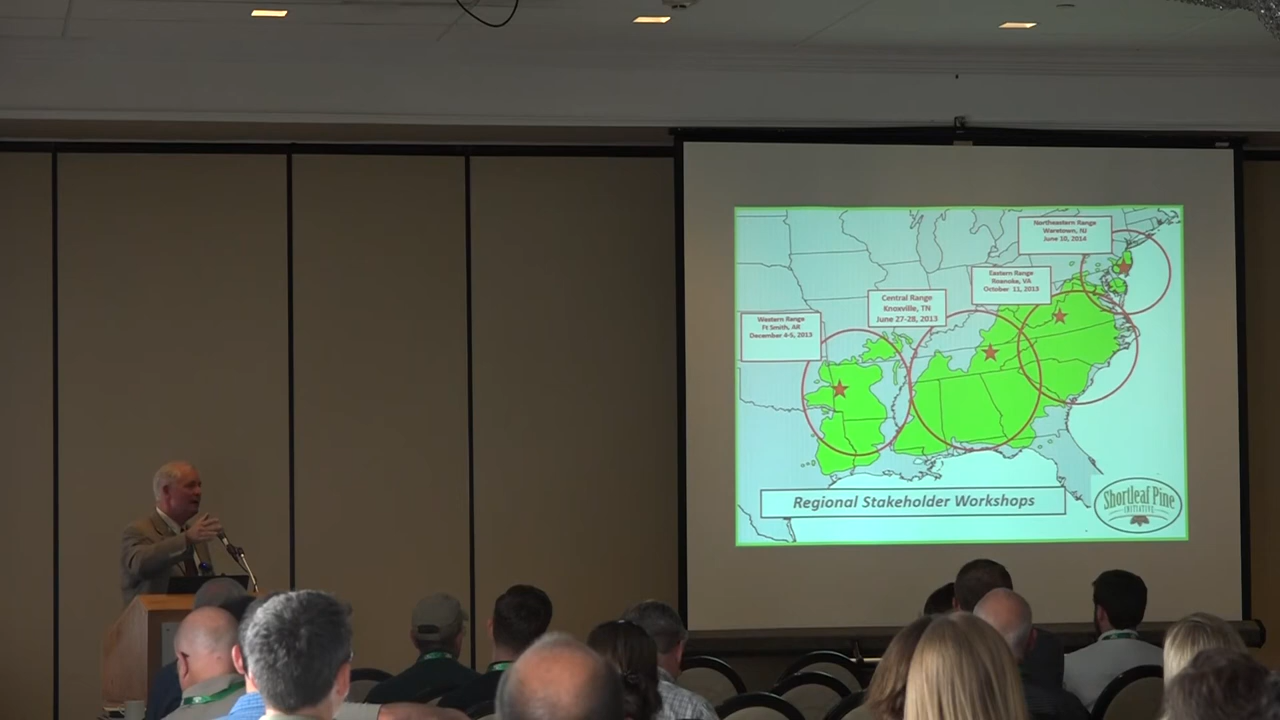 Northeastern Range
Waretown, NJ
June 10, 2014
Eastern Range
Roanoke, VA
October 11, 2013
Central Range
Knoxville, TN
June 27-28, 2013
Western Range
Ft Smith, AR
December 4-5, 2013
Regional Stakeholder Workshops
Shortleaf Pine
INITIATIVE